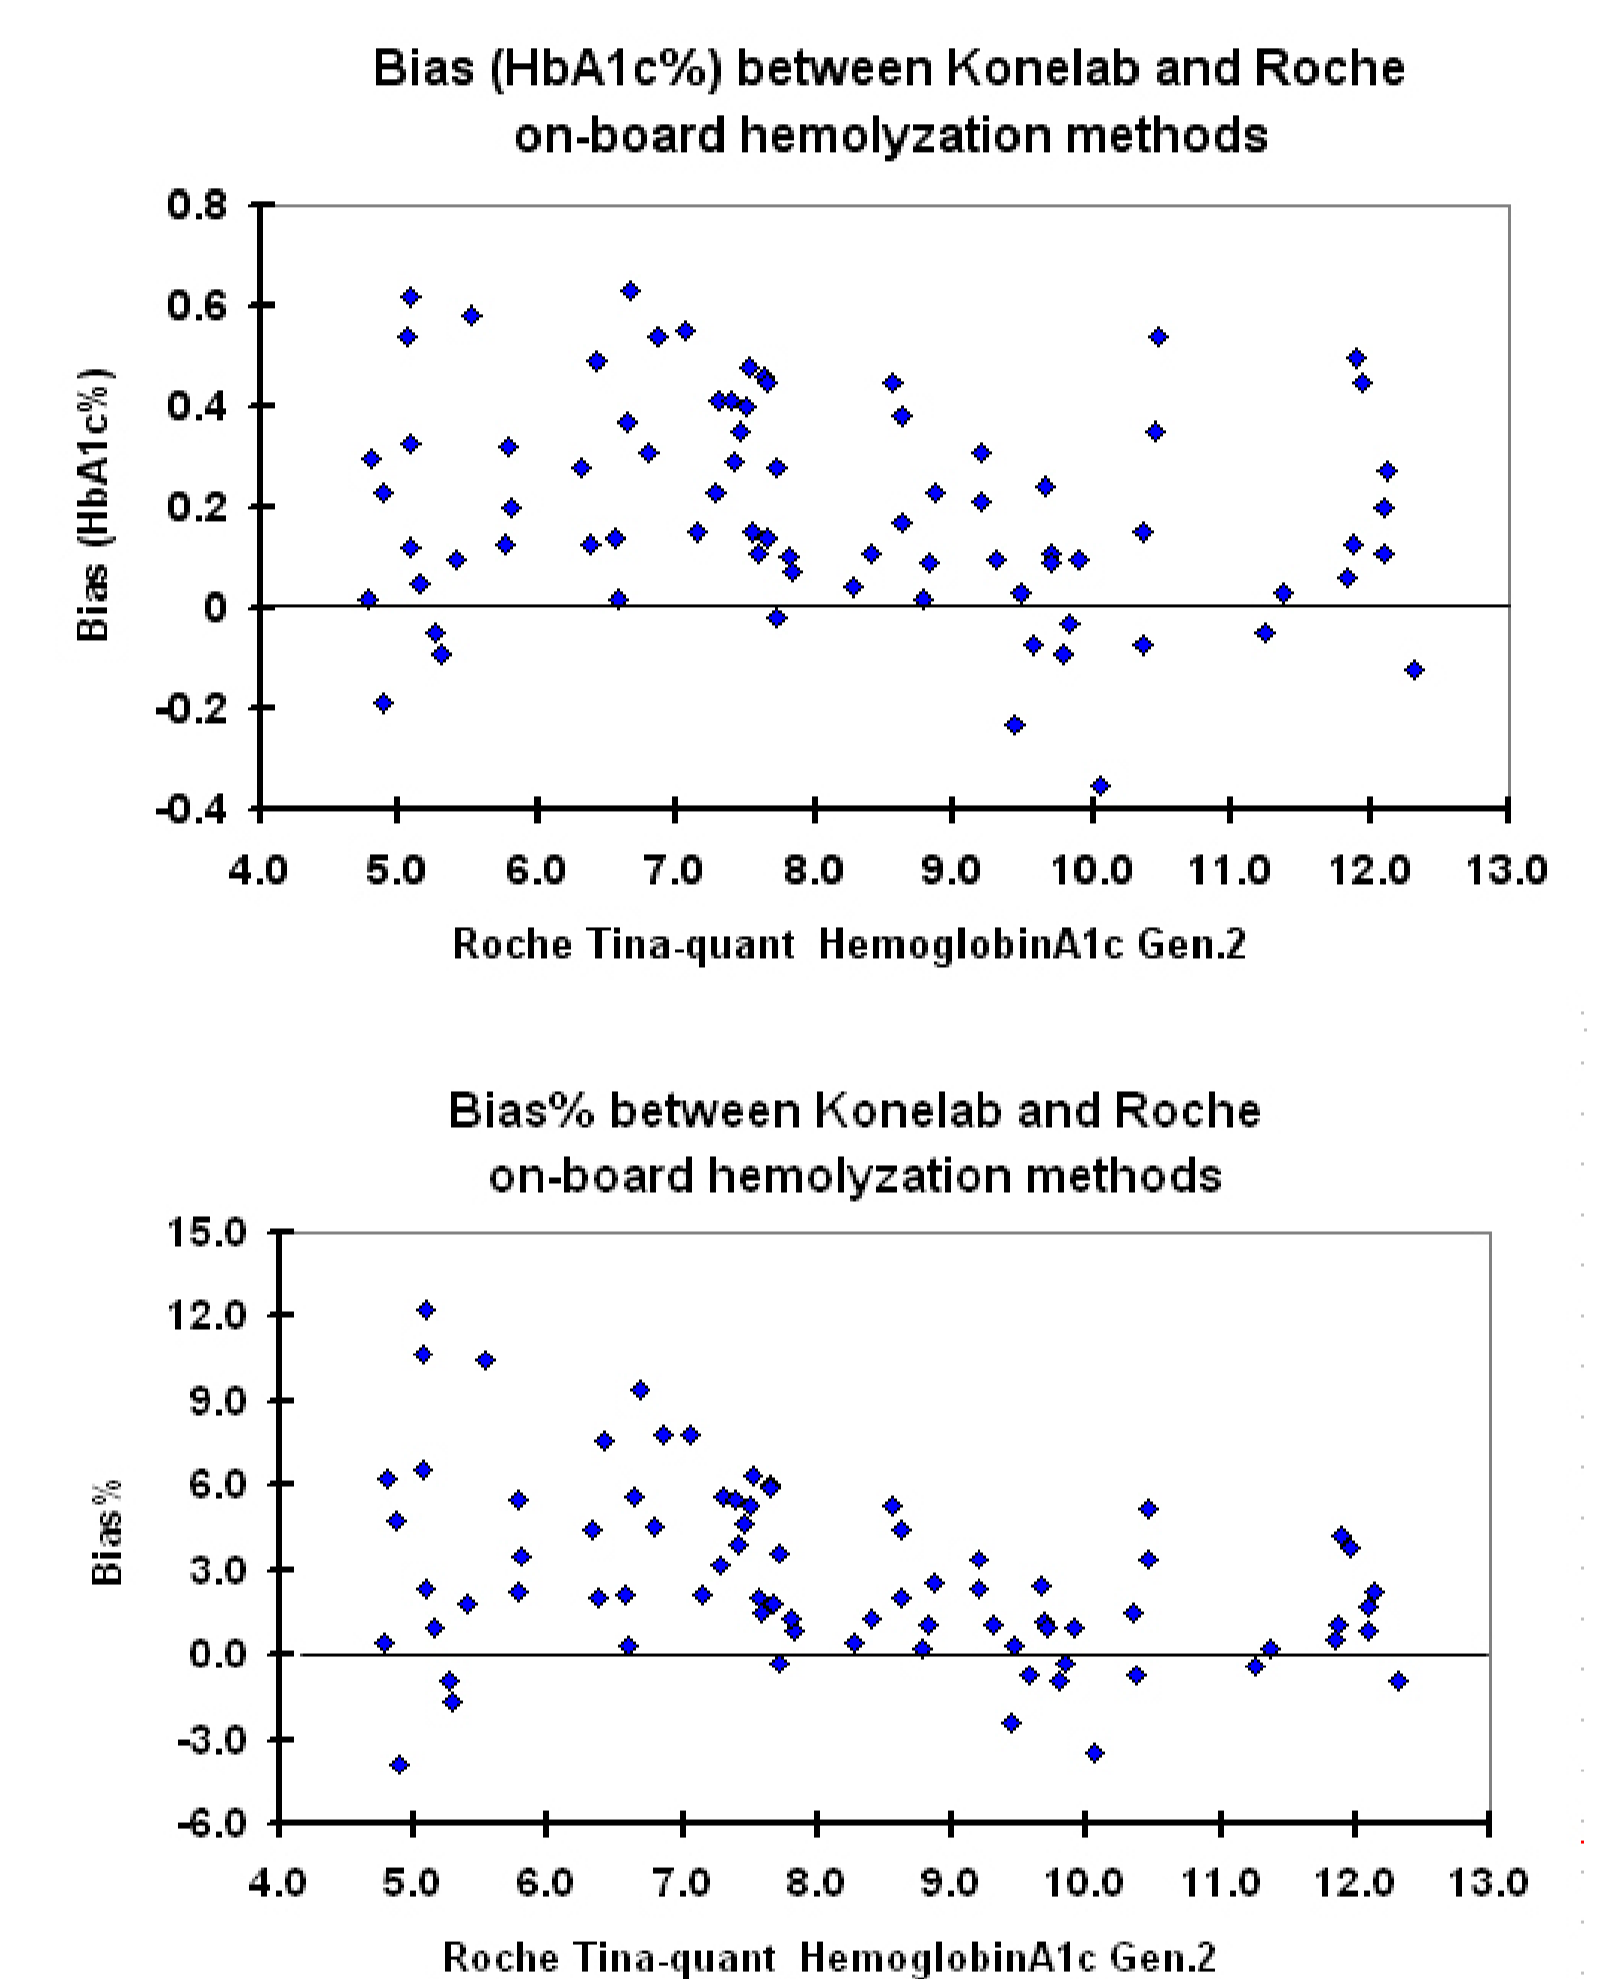 Bias (HbA1c%) between Konelab and Roche
on-board hemolyzation methods
0.8
0.6
0.4
0.2
0
-0.2
-0.4
Bias (HbA1c%)
4.0 5.0 6.0 7.0 8.0 9.0 10.0 11.0 12.0 13.0
Roche Tina-quant HemoglobinA1c Gen.2
Bias% between Konelab and Roche
on-board hemolyzation methods
15.0
12.0
9.0
6.0
3.0
0.0
-3.0
-6.0
Bias%
4.0 5.0 6.0 7.0 8.0 9.0 10.0 11.0 12.0 13.0
Roche Tina-quant HemoglobinA1c Gen.2